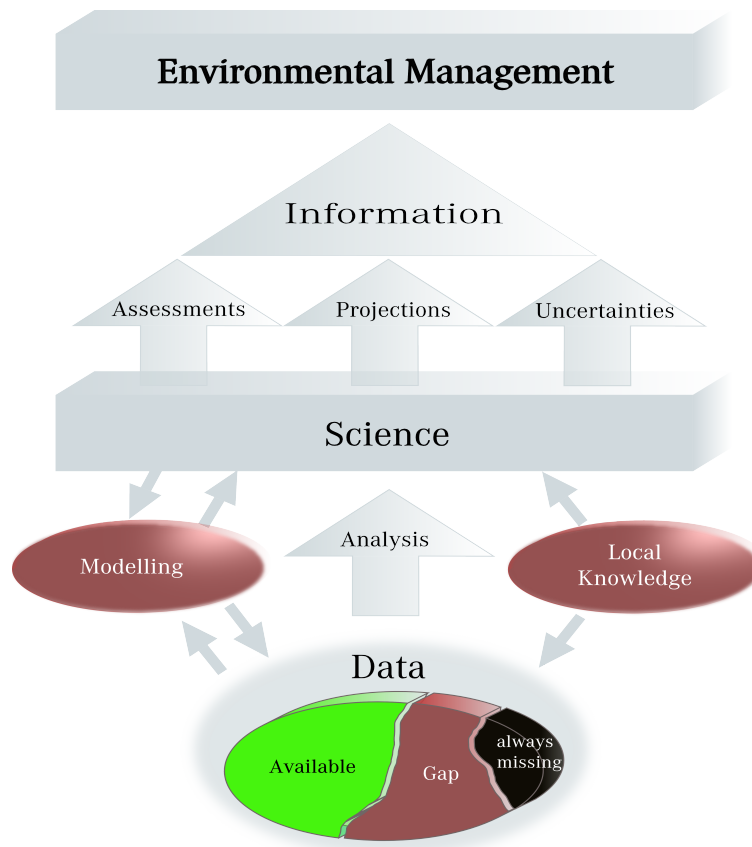 Environmental Management
Information
Assessments
Projections
Uncertainties
Science
Analysis
Modelling
Local
Knowledge
Data
Available
Gap
always
missing